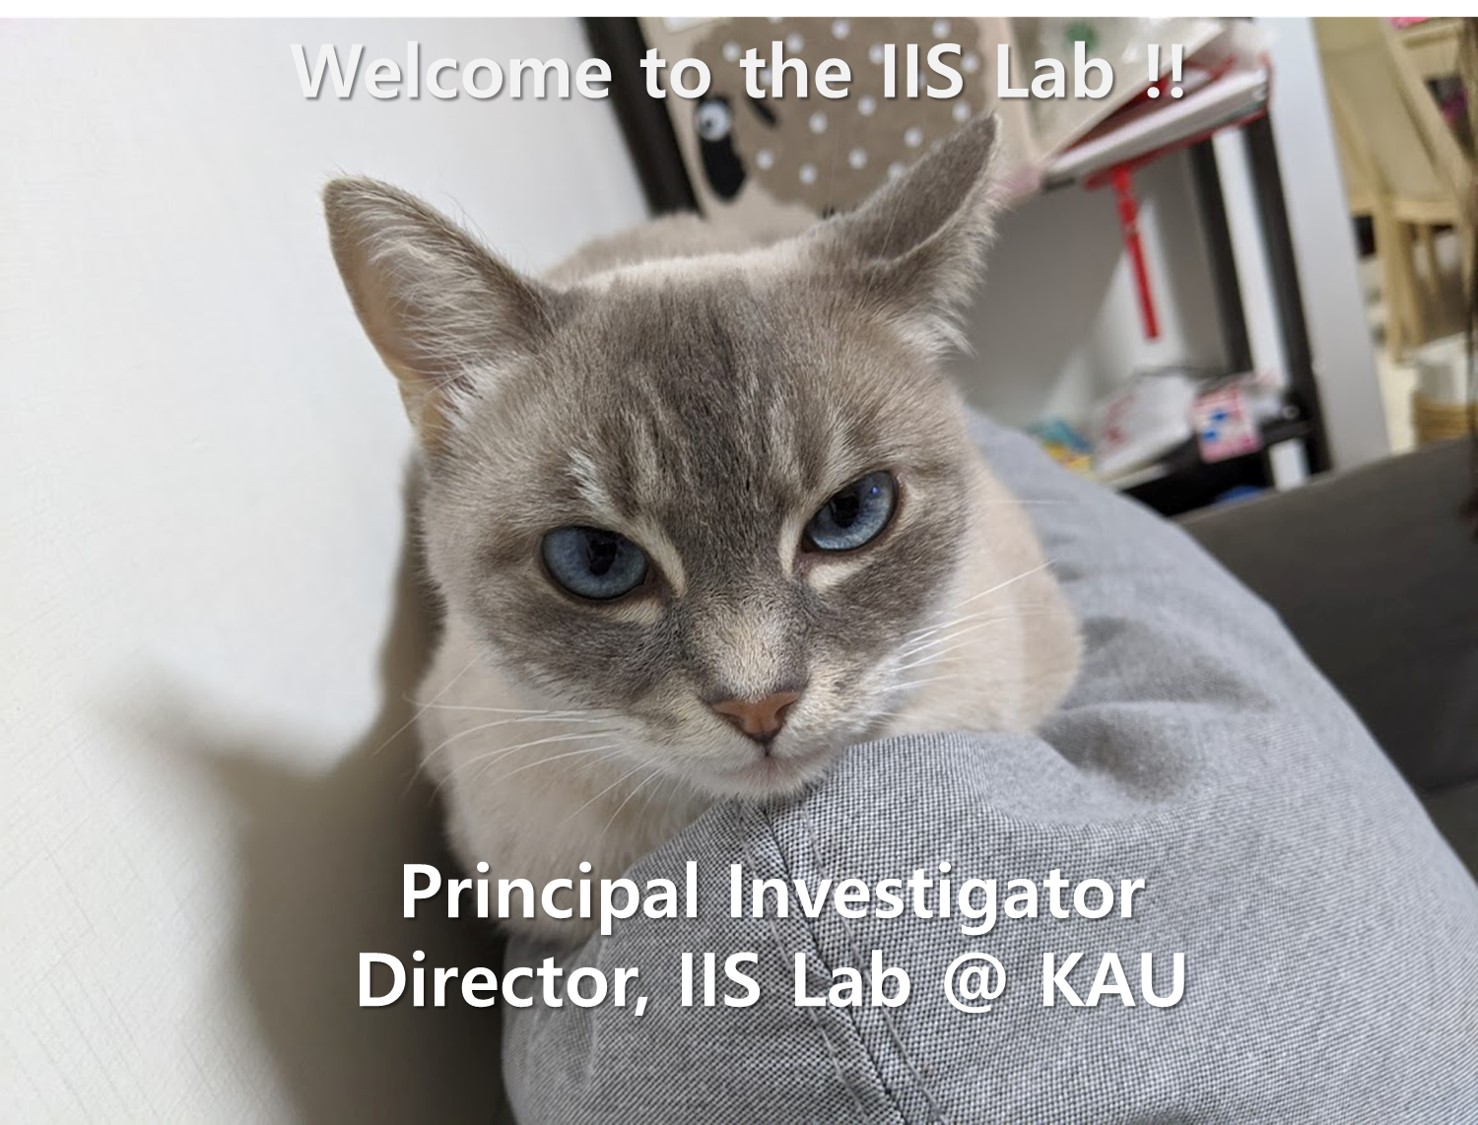 Welcome to the IIS Lab !!
Principal Investigator
Director, IIS Lab @ KAU